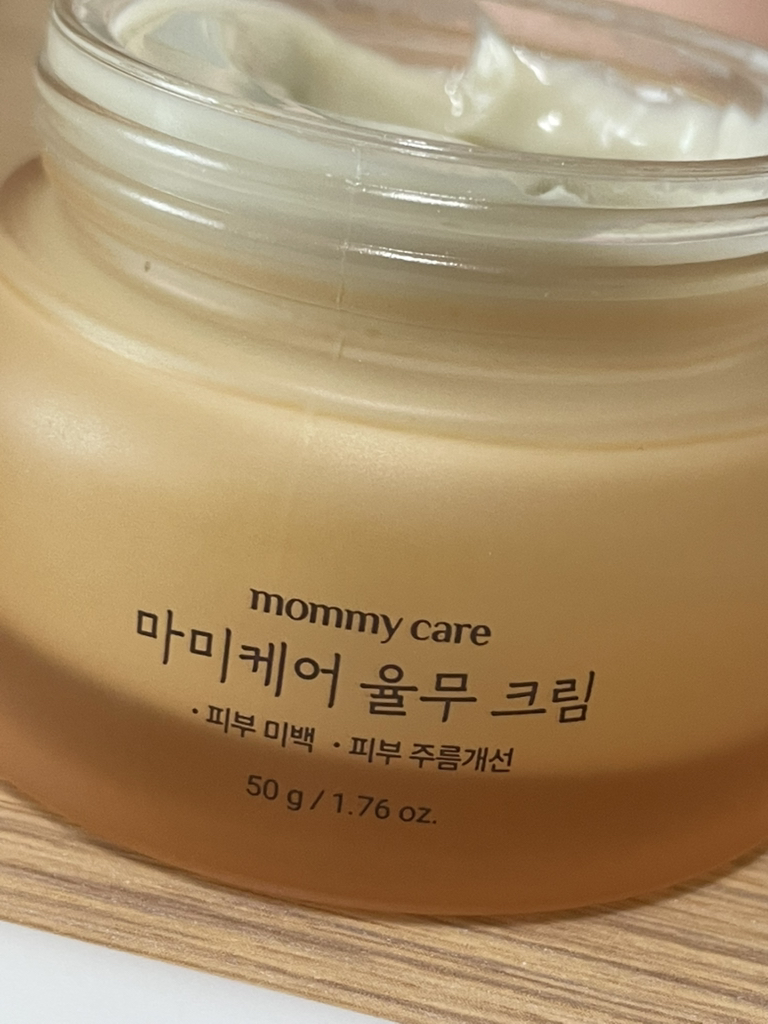 mommy care
마미케어 율무 크림
· 피부 미백 · 피부 주름개선
50 g / 1.76 oz.